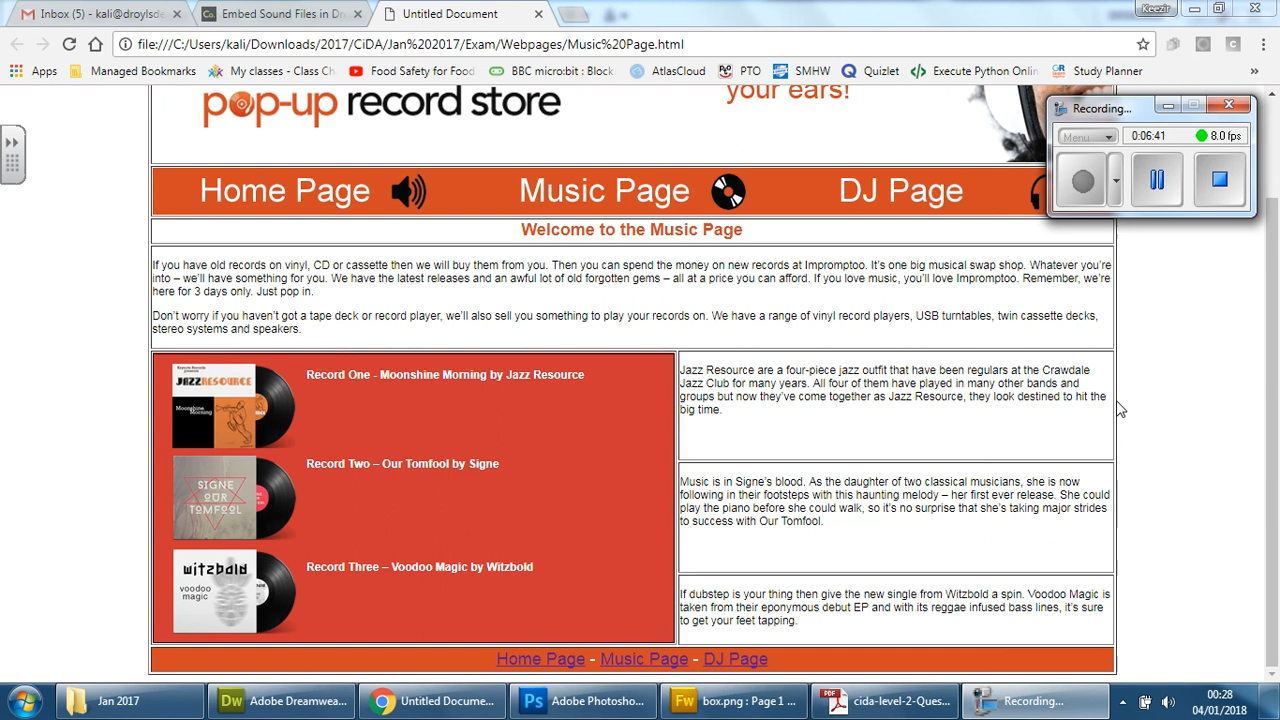 Inbox (5) - kali@droylsde
Embed Sound Files in Dr
Untitled Document
Keezir
file:///C:/Users/kali/Downloads/2017/CiDA/Jan%202017/Exam/Webpages/Music%20Page.html
Apps
Managed Bookmarks
My classes - Class Ch
Food Safety for Food
BBC micro:bit : Block
AtlasCloud
PTO
SMHW
Quizlet
Execute Python Onlin
Study Planner
»
pop-up record store
your ears!
Recording...
Menu
0:06:41
8.0 fps
Home Page
Music Page
DJ Page
Welcome to the Music Page
If you have old records on vinyl, CD or cassette then we will buy them from you. Then you can spend the money on new records at Impromptoo. It's one big musical swap shop. Whatever you're
into – we'll have something for you. We have the latest releases and an awful lot of old forgotten gems – all at a price you can afford. If you love music, you'll love Impromptoo. Remember, we're
here for 3 days only. Just pop in.
Don't worry if you haven't got a tape deck or record player, we'll also sell you something to play your records on. We have a range of vinyl record players, USB turntables, twin cassette decks,
stereo systems and speakers.
JAZZRESOURCE
Moonshine
Morning
Record One - Moonshine Morning by Jazz Resource
Jazz Resource are a four-piece jazz outfit that have been regulars at the Crawdale
Jazz Club for many years. All four of them have played in many other bands and
groups but now they've come together as Jazz Resource, they look destined to hit the
big time.
SIGNE
OUR
TOMFOOL
Record Two – Our Tomfool by Signe
Music is in Signe's blood. As the daughter of two classical musicians, she is now
following in their footsteps with this haunting melody – her first ever release. She could
play the piano before she could walk, so it's no surprise that she's taking major strides
to success with Our Tomfool.
witzbold
voodoo
magic
Record Three – Voodoo Magic by Witzbold
If dubstep is your thing then give the new single from Witzbold a spin. Voodoo Magic is
taken from their eponymous debut EP and with its reggae infused bass lines, it's sure
to get your feet tapping.
Home Page - Music Page - DJ Page
Jan 2017
Dw
Adobe Dreamwea...
Untitled Docume...
Ps
Adobe Photosho...
Fw
box.png : Page 1 ...
PDF
cida-level-2-Ques...
Recording...
00:28
04/01/2018